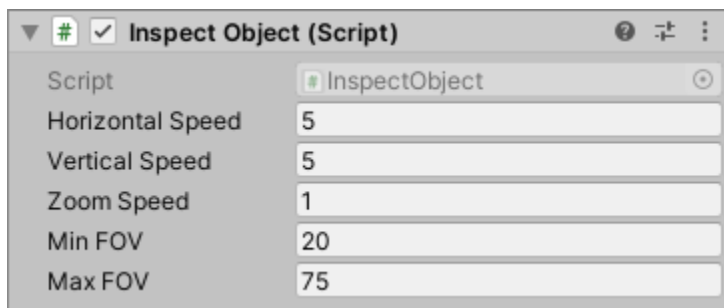 # Inspect Object (Script)
Script # InspectObject
Horizontal Speed 5
Vertical Speed 5
Zoom Speed 1
Min FOV 20
Max FOV 75